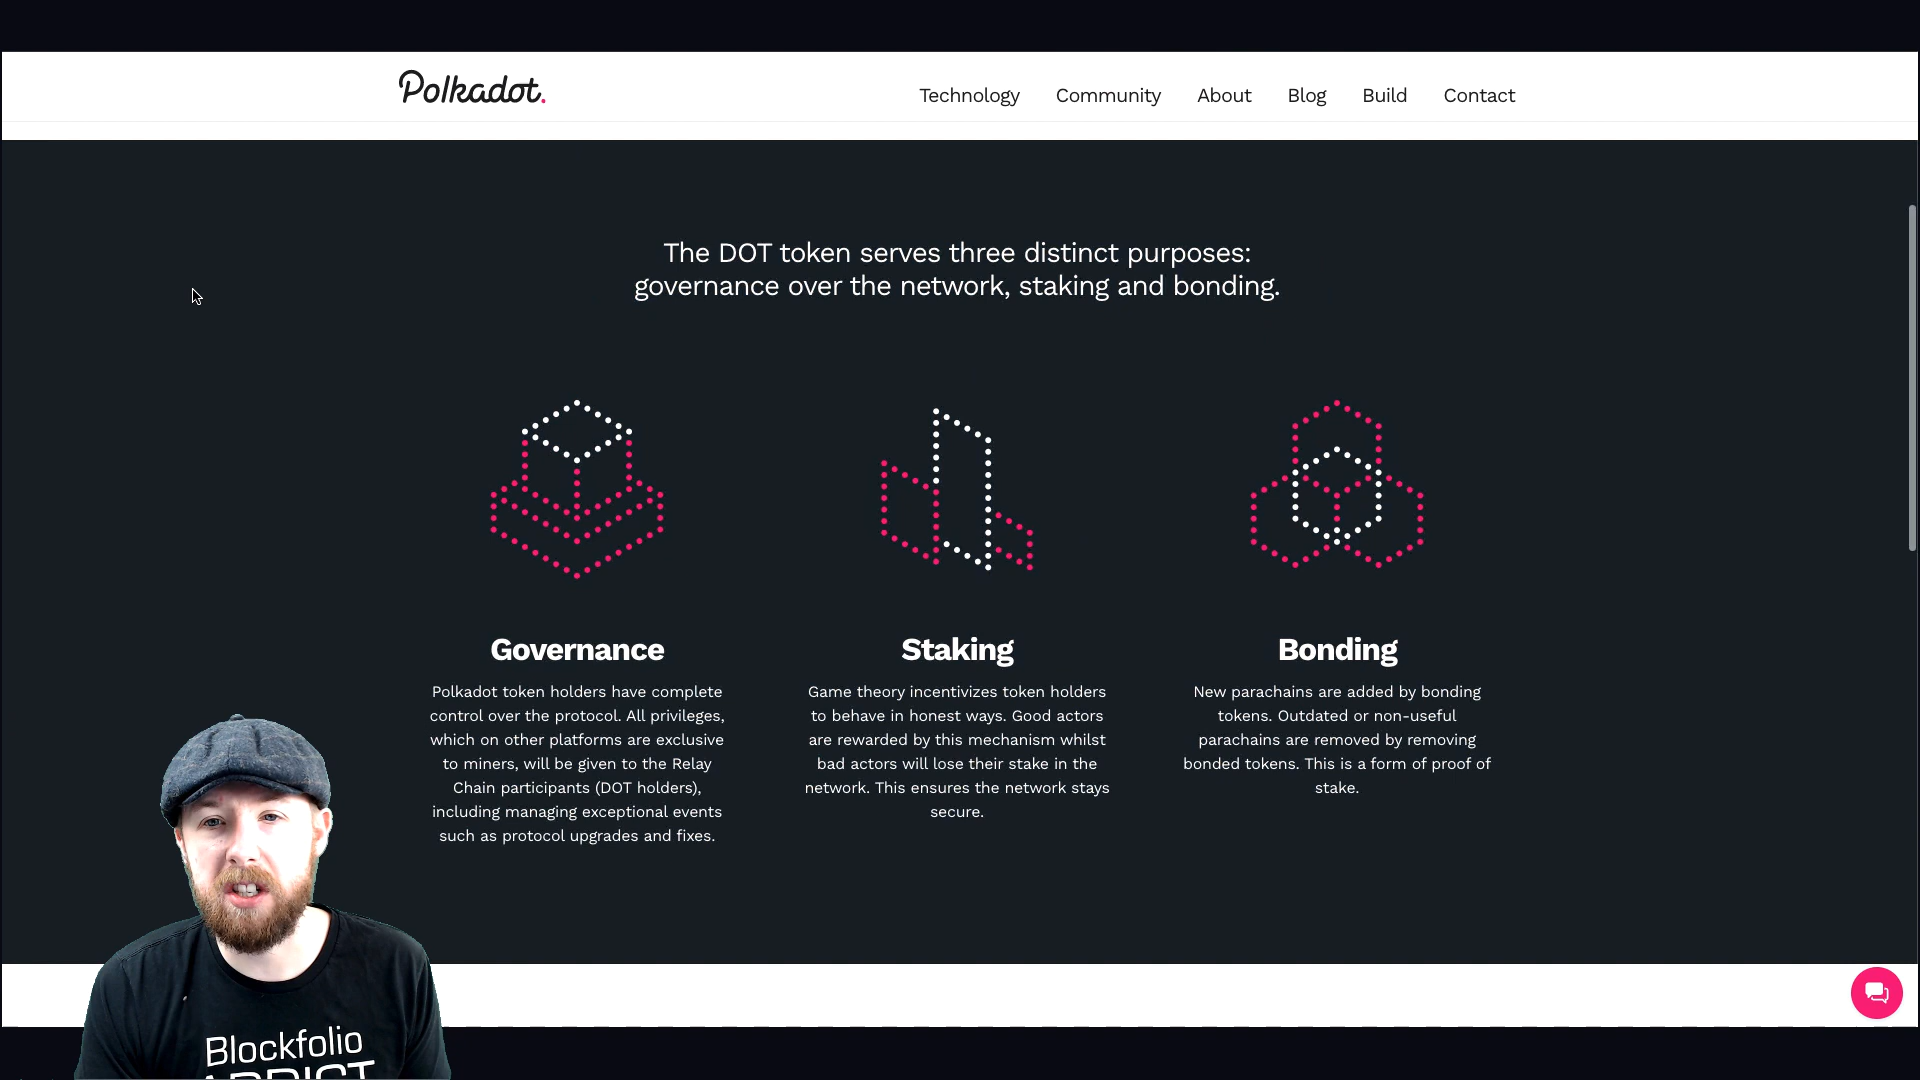 Polkadot.
Technology Community About Blog Build Contact
The DOT token serves three distinct purposes:
governance over the network, staking and bonding.
Governance
Polkadot token holders have complete
control over the protocol. All privileges,
which on other platforms are exclusive
to miners, will be given to the Relay
Chain participants (DOT holders),
including managing exceptional events
such as protocol upgrades and fixes.
Staking
Game theory incentivizes token holders
to behave in honest ways. Good actors
are rewarded by this mechanism whilst
bad actors will lose their stake in the
network. This ensures the network stays
secure.
Bonding
New parachains are added by bonding
tokens. Outdated or non-useful
parachains are removed by removing
bonded tokens. This is a form of proof of
stake.
Blockfolio
ADDICT